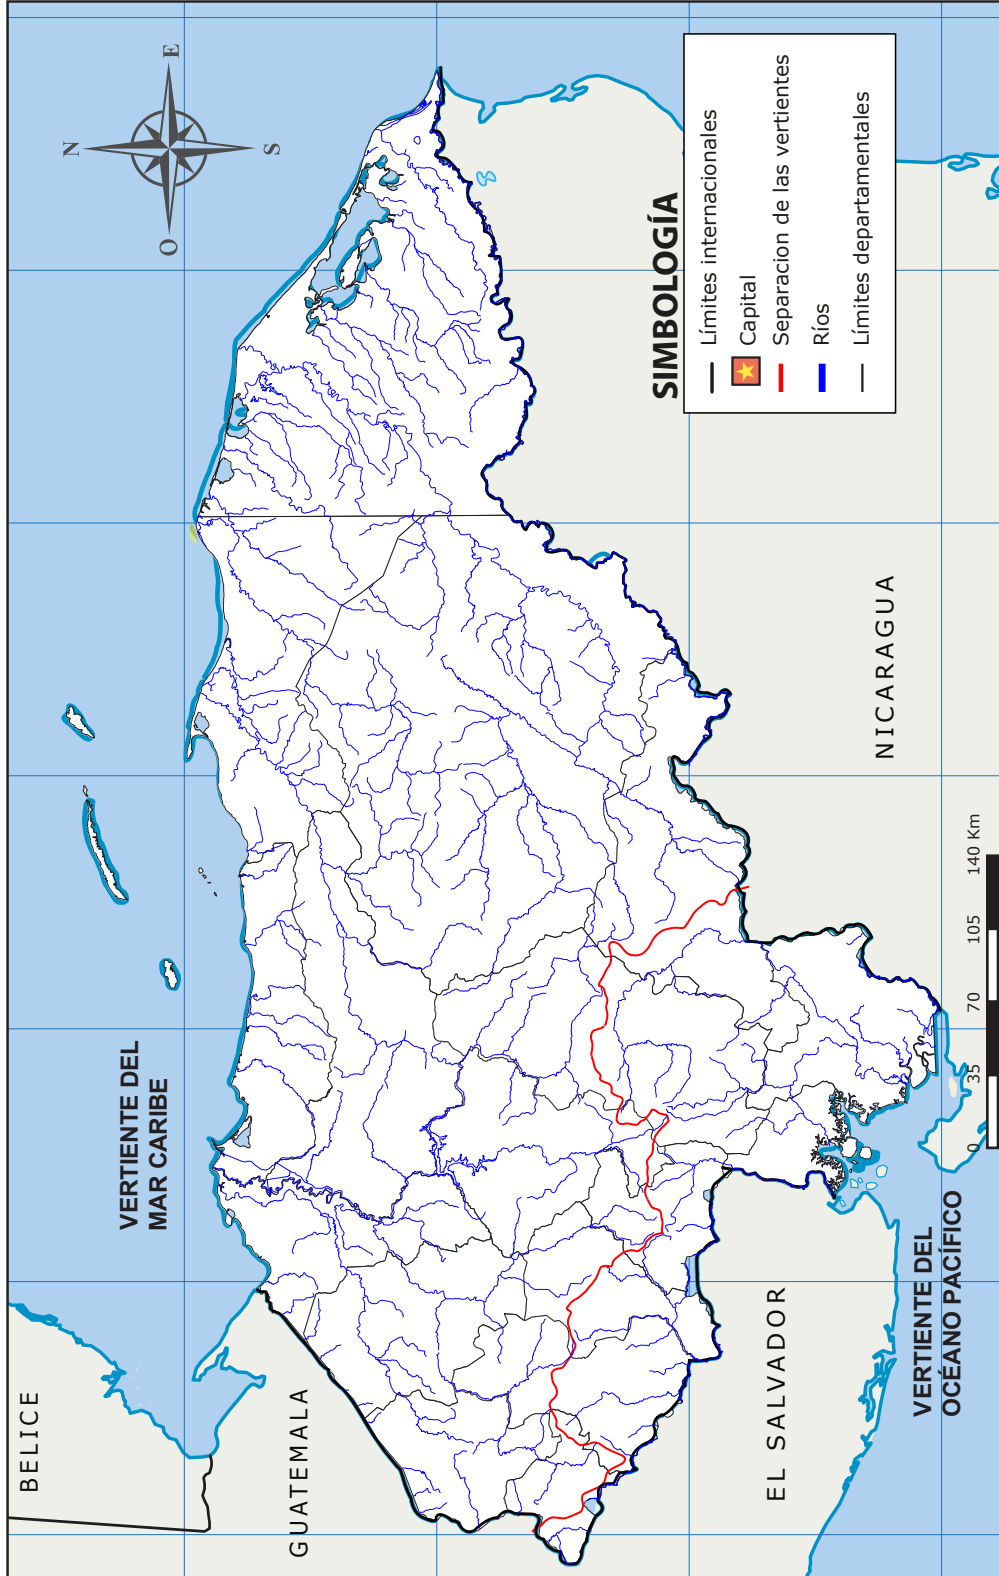 BELICE
GUATEMALA
VERTIENTE DEL
MAR CARIBE
N
O
E
S
EL SALVADOR
VERTIENTE DEL
OCÉANO PACÍFICO
NICARAGUA
0 35 70 105 140 Km
SIMBOLOGÍA
Límites internacionales
Capital
Separacion de las vertientes
Ríos
Límites departamentales